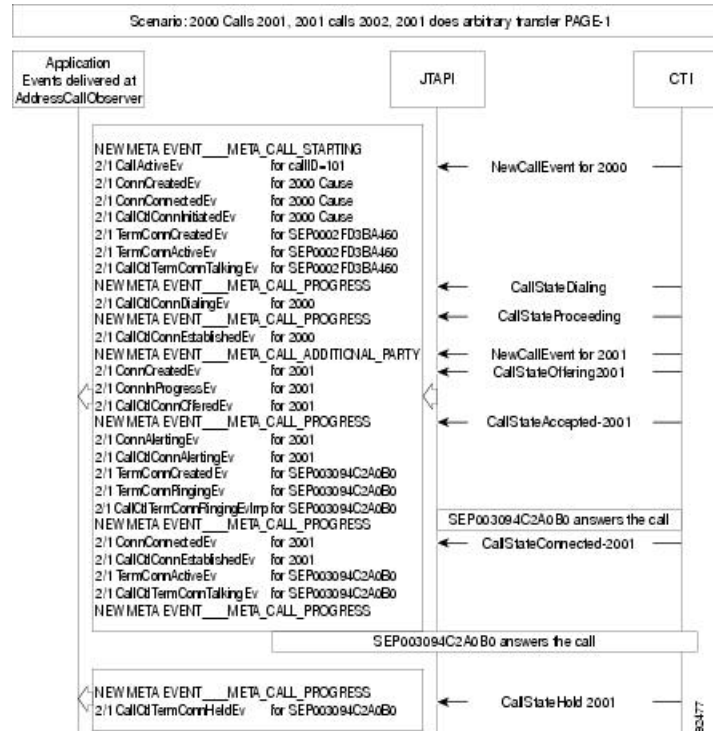 Scenario: 2000 Calls 2001, 2001 calls 2002, 2001 does arbitrary transfer PAGE-1
Application
Events delivered at
AddressCallObserver
JTAPI
CTI
NEW META EVENT___META_CALL_STARTING
2/1 CallActiveEv for callID=101
NewCallEvent for 2000
2/1 ConnCreatedEv for 2000 Cause
2/1 ConnConnectedEv for 2000 Cause
2/1 CallCtlConnInitiatedEv for 2000 Cause
2/1 TermConnCreatedEv for SEP0002FD3BA460
2/1 TermConnActiveEv for SEP0002FD3BA460
2/1 CallCtlTermConnTalkingEv for SEP0002FD3BA460
NEW META EVENT___META_CALL_PROGRESS
CallStateDialing
2/1 CallCtlConnDialingEv for 2000
NEW META EVENT___META_CALL_PROGRESS
CallStateProceeding
2/1 CallCtlConnEstablishedEv for 2000
NEW META EVENT___META_CALL_ADDITIONAL_PARTY
NewCallEvent for 2001
2/1 ConnCreatedEv for 2001
CallStateOffering2001
2/1 ConnInProgressEv for 2001
2/1 CallCtlConnOfferedEv for 2001
NEW META EVENT___META_CALL_PROGRESS
CallStateAccepted-2001
2/1 ConnAlertingEv for 2001
2/1 CallCtlConnAlertingEv for 2001
2/1 TermConnCreatedEv for SEP003094C2A0B0
2/1 TermConnRingingEv for SEP003094C2A0B0
2/1 CallCtlTermConnRingingEvImp for SEP003094C2A0B0
NEW META EVENT___META_CALL_PROGRESS
SEP003094C2A0B0 answers the call
2/1 ConnConnectedEv for 2001
CallStateConnected-2001
2/1 CallCtlConnEstablishedEv for 2001
2/1 TermConnActiveEv for SEP003094C2A0B0
2/1 CallCtlTermConnTalkingEv for SEP003094C2A0B0
NEW META EVENT___META_CALL_PROGRESS
SEP003094C2A0B0 answers the call
NEW META EVENT___META_CALL_PROGRESS
2/1 CallCtlTermConnHeldEv for SEP003094C2A0B0
CallStateHold 2001
92477